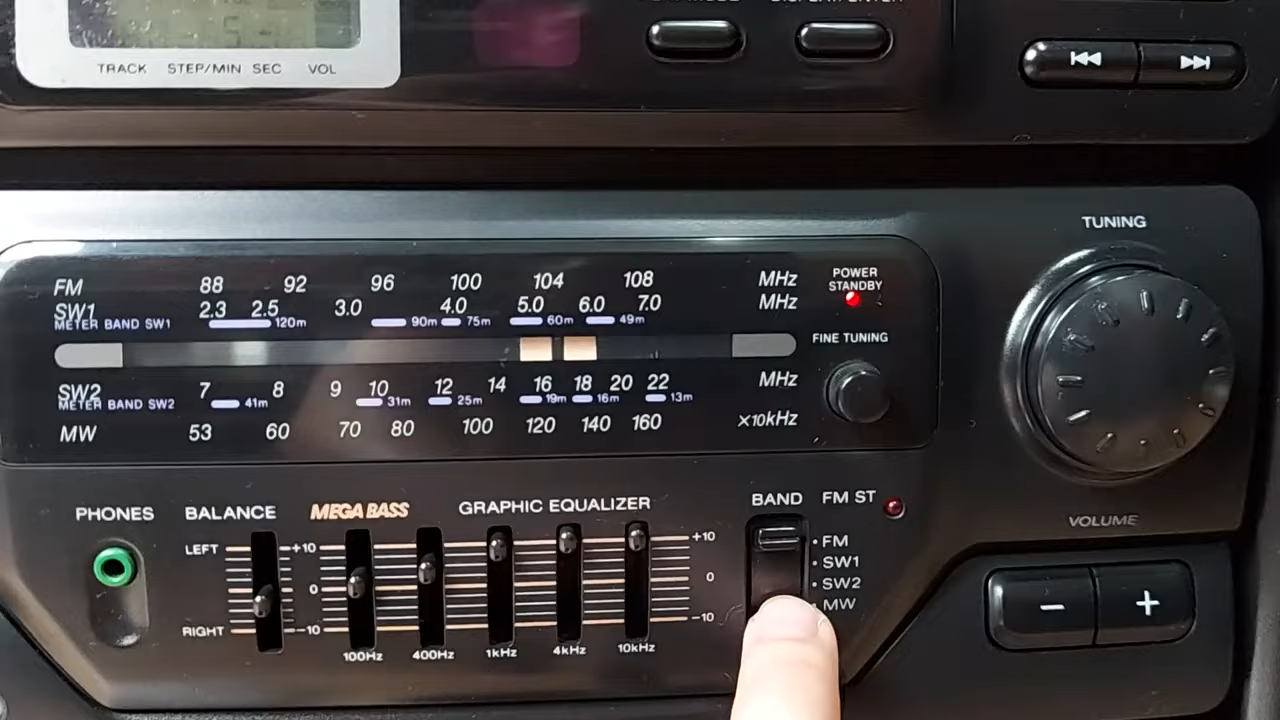 TRACK STEP/MIN SEC VOL
TUNING
FM 88 92 96 100 104 108 MHz
SW1 2.3 2.5 3.0 4.0 5.0 6.0 7.0 MHz
METER BAND SW1 120m 90m 75m 60m 49m
POWER
STANDBY
FINE TUNING
SW2 7 8 9 10 12 14 16 18 20 22 MHz
METER BAND SW2 41m 31m 25m 19m 16m 13m
MW 53 60 70 80 100 120 140 160 ×10kHz
PHONES BALANCE MEGA BASS GRAPHIC EQUALIZER BAND FM ST
VOLUME
LEFT +10 +10
FM
SW1
0 0
SW2
MW
RIGHT -10 -10
100Hz 400Hz 1kHz 4kHz 10kHz
- +